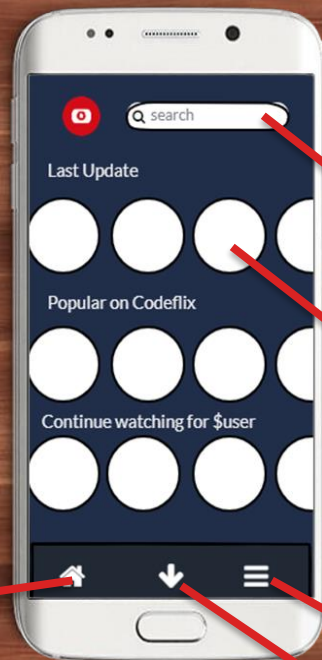 search
Last Update
Popular on Codeflix
Continue watching for $user